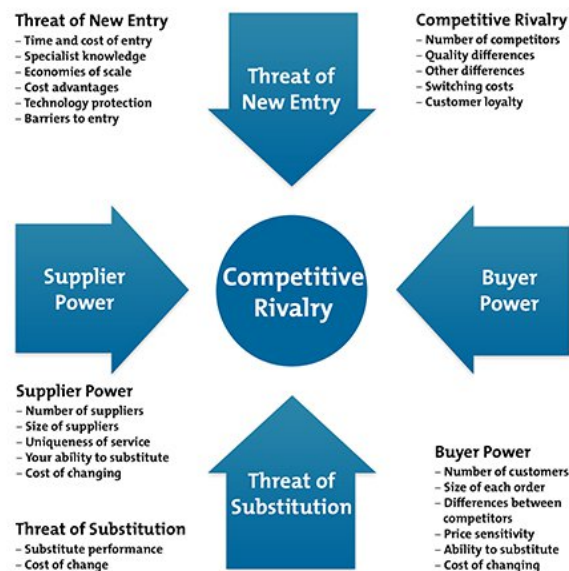 Threat of New Entry
– Time and cost of entry
– Specialist knowledge
– Economies of scale
– Cost advantages
– Technology protection
– Barriers to entry
Threat of
New Entry
Competitive Rivalry
– Number of competitors
– Quality differences
– Other differences
– Switching costs
– Customer loyalty
Supplier
Power
Competitive
Rivalry
Buyer
Power
Supplier Power
– Number of suppliers
– Size of suppliers
– Uniqueness of service
– Your ability to substitute
– Cost of changing
Threat of Substitution
– Substitute performance
– Cost of change
Threat of
Substitution
Buyer Power
– Number of customers
– Size of each order
– Differences between
competitors
– Price sensitivity
– Ability to substitute
– Cost of changing